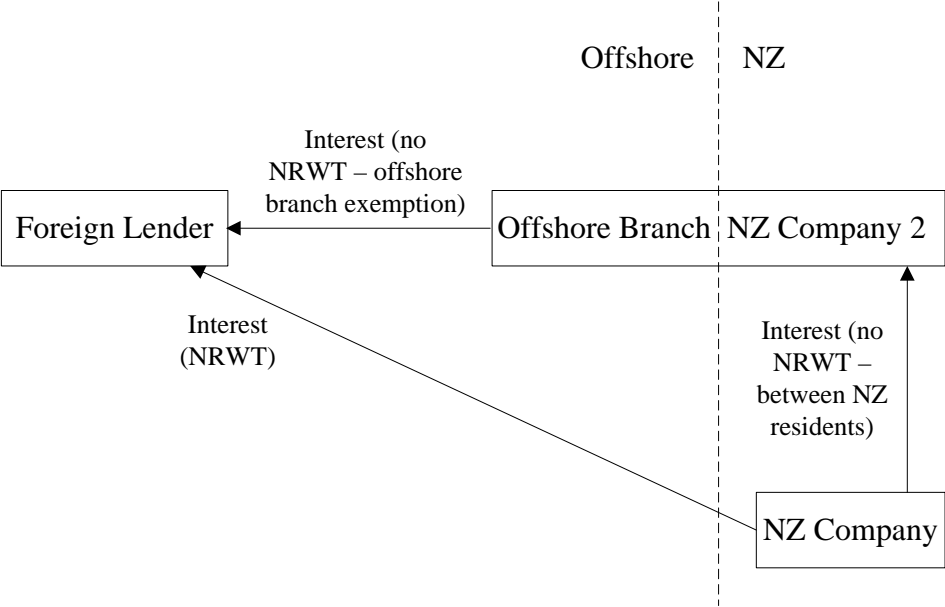 Offshore NZ
Interest (no
NRWT – offshore
branch exemption)
Foreign Lender
Offshore Branch
NZ Company 2
Interest
(NRWT)
Interest (no
NRWT –
between NZ
residents)
NZ Company